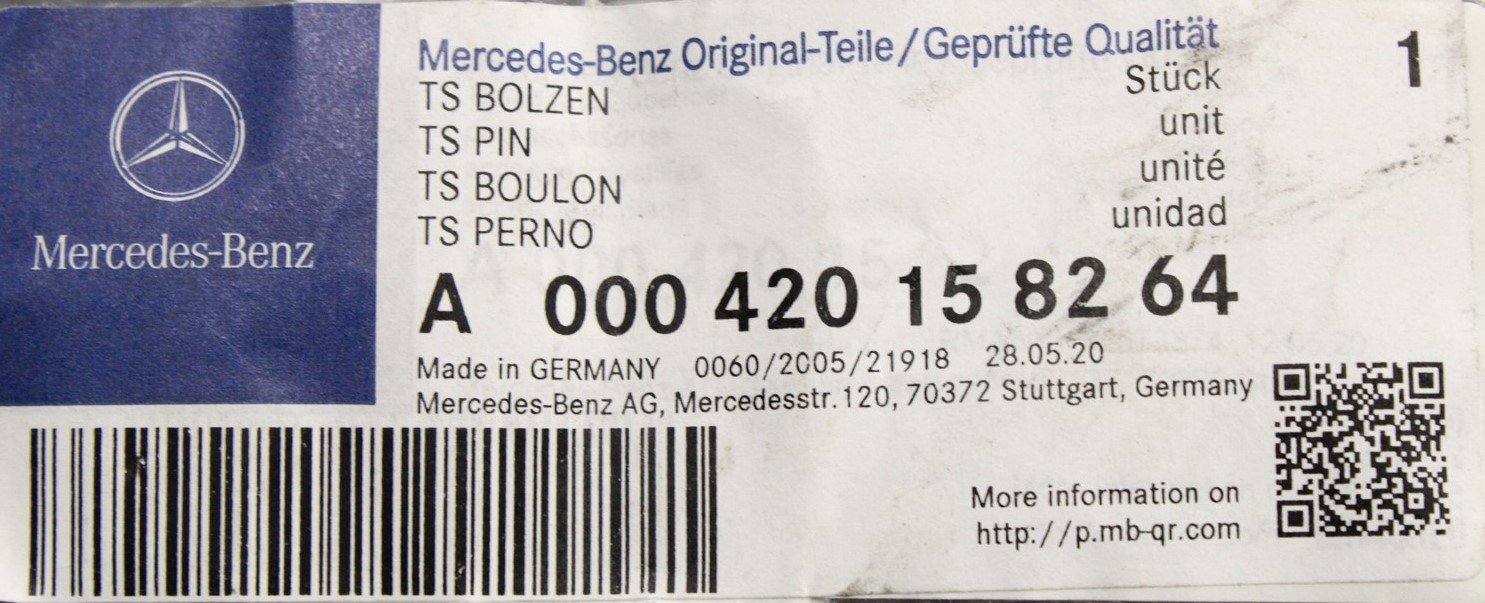 Mercedes-Benz
Mercedes-Benz Original-Teile/Geprüfte Qualität
TS BOLZEN Stück 1
TS PIN unit
TS BOULON unité
TS PERNO unidad
A 000 420 15 82 64
Made in GERMANY 0060/2005/21918 28.05.20
Mercedes-Benz AG, Mercedesstr. 120, 70372 Stuttgart, Germany
More information on
http://p.mb-qr.com